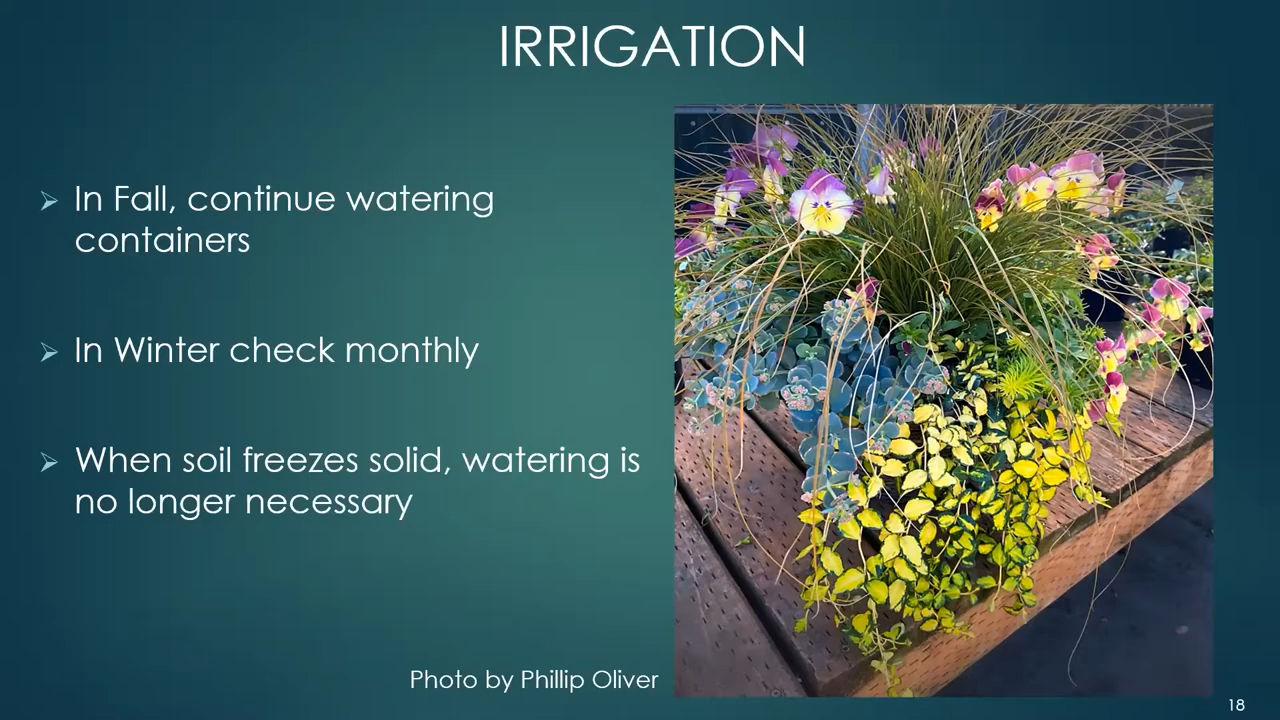 IRRIGATION
In Fall, continue watering
containers
In Winter check monthly
When soil freezes solid, watering is
no longer necessary
Photo by Phillip Oliver
18